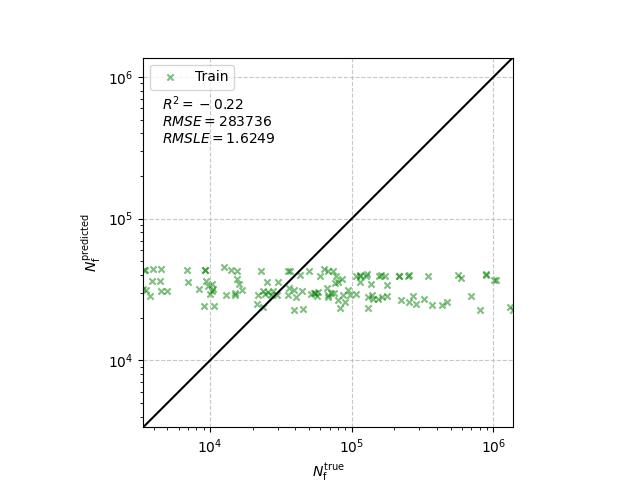 Train
R² = −0.22
RMSE = 283736
RMSLE = 1.6249
10⁶
10⁵
10⁴
N_f^predicted
10⁴ 10⁵ 10⁶
N_f^true